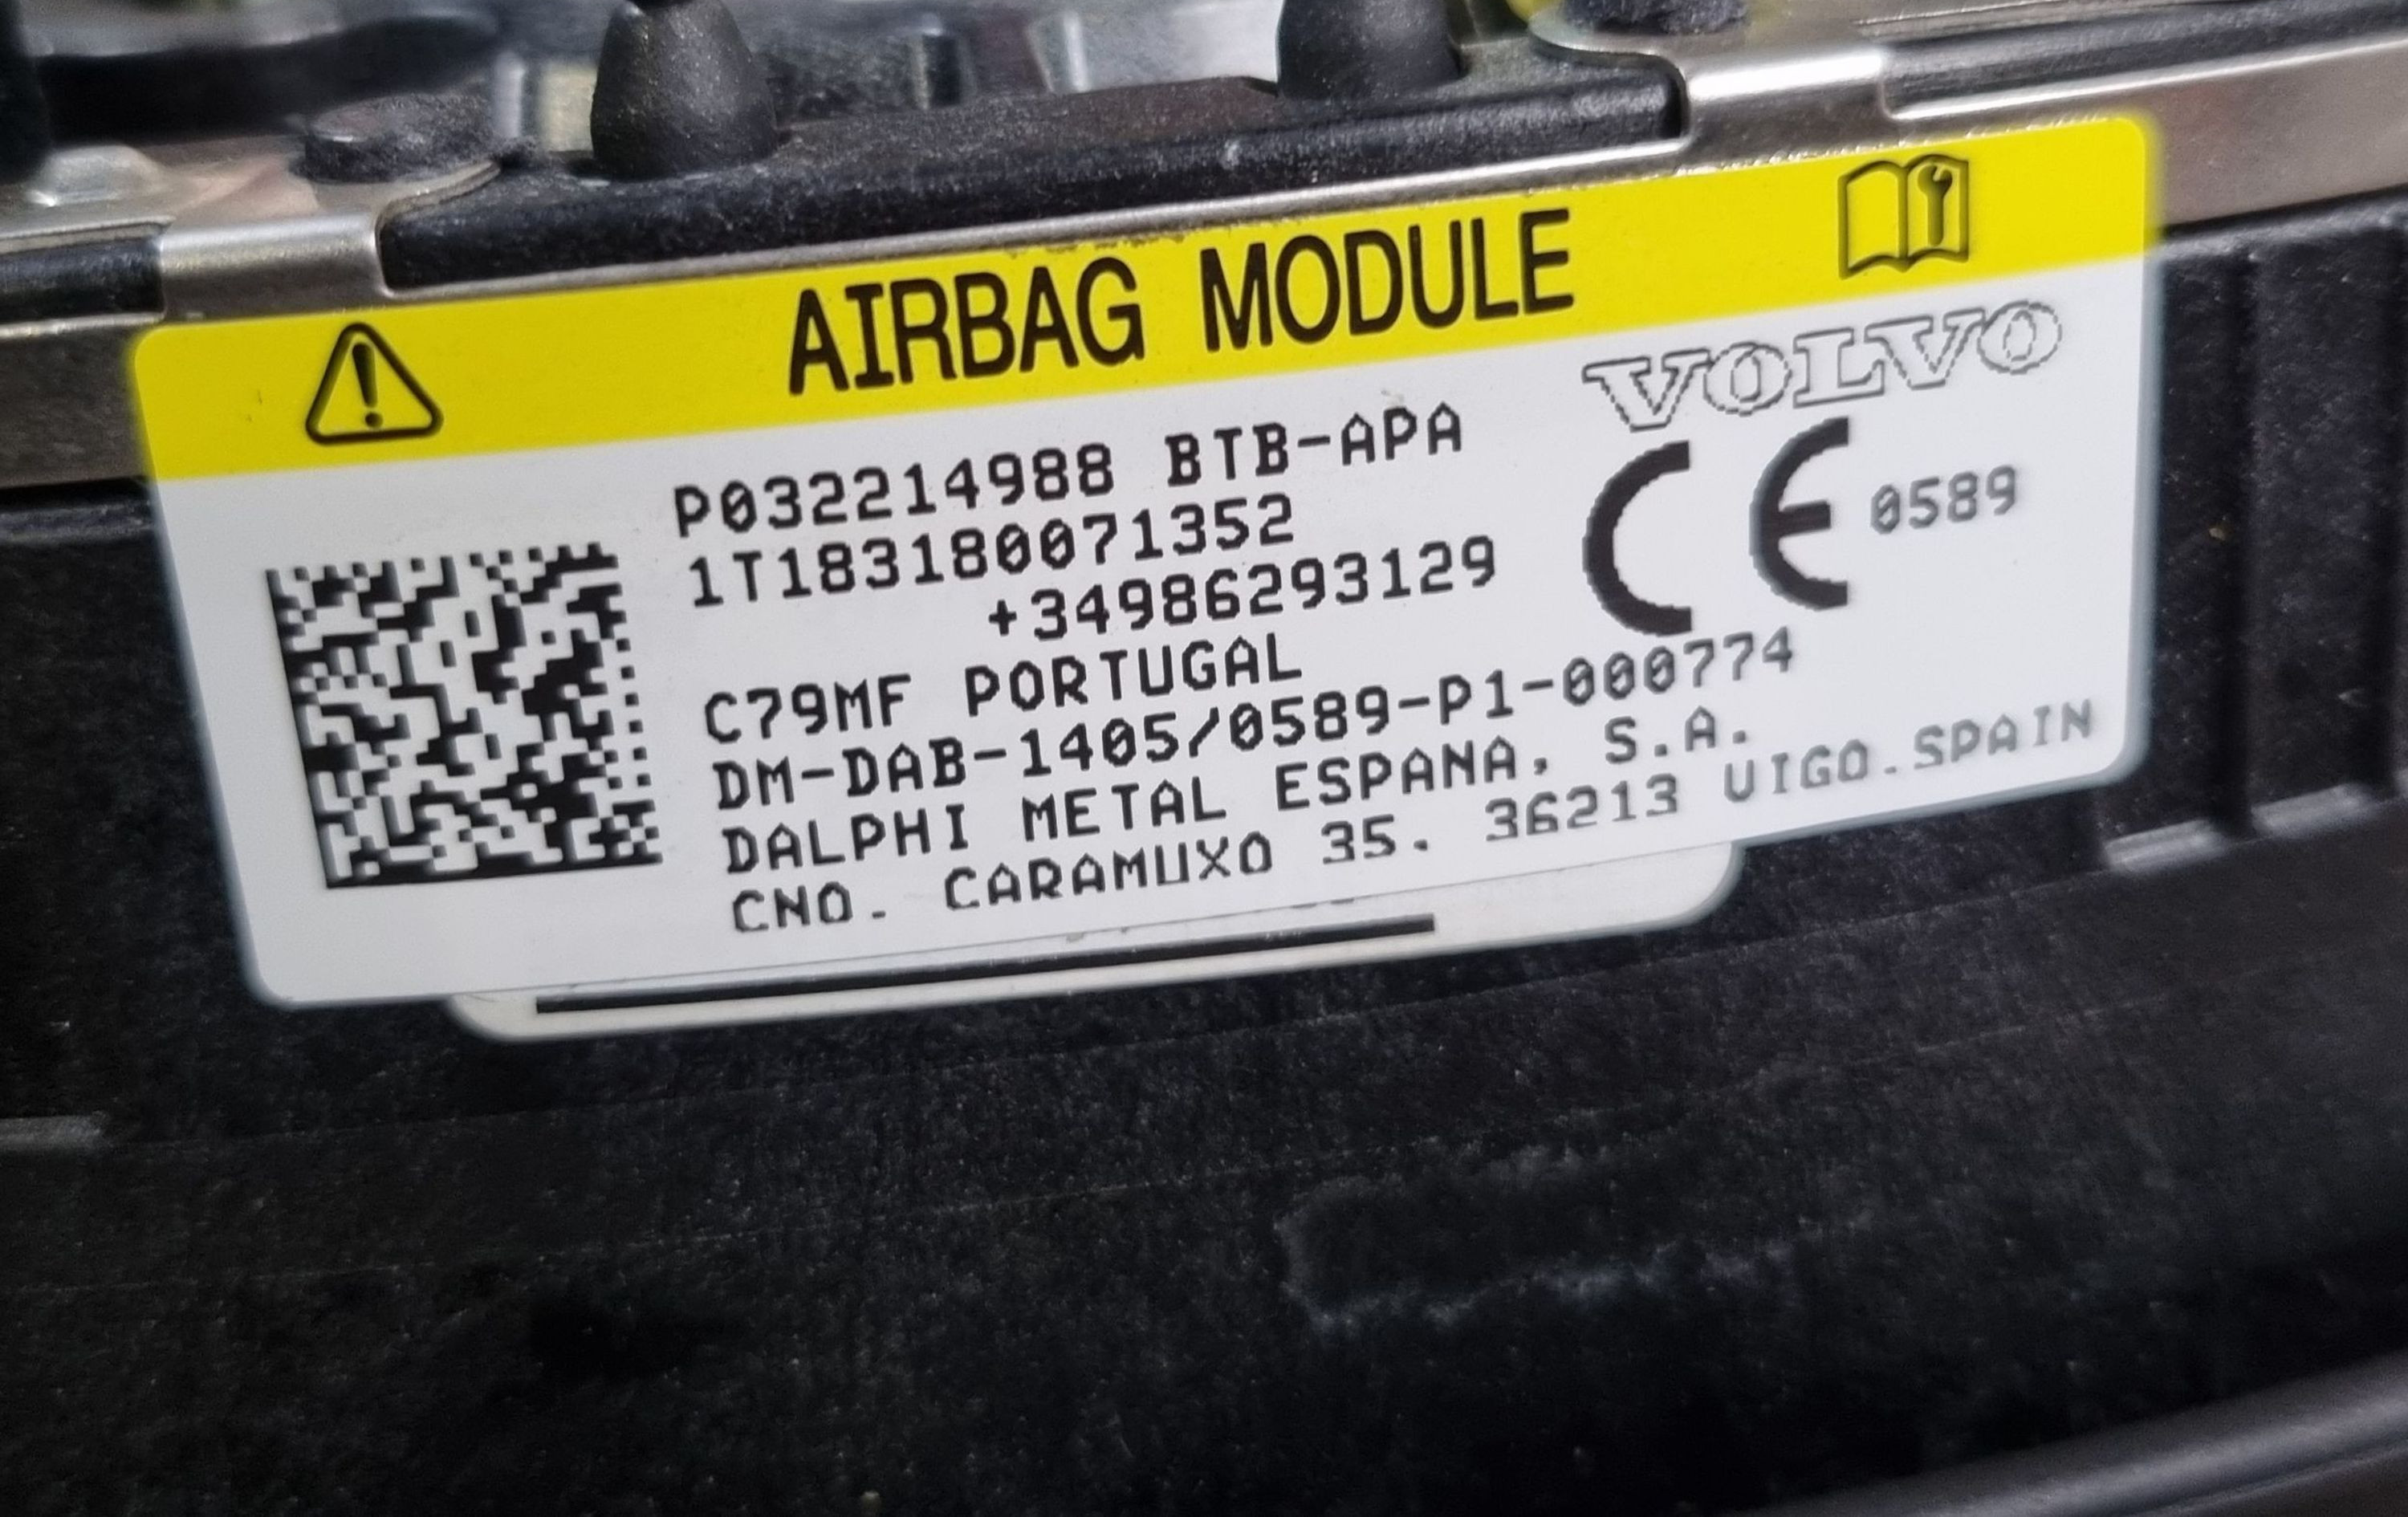 AIRBAG MODULE
VOLVO
P032214988 BTB-APA
1T183180071352
CE 0589
+34986293129
C79MF PORTUGAL
DM-DAB-1405/0589-P1-000774
DALPHI METAL ESPANA, S.A.
CNO. CARAMUXO 35. 36213 VIGO.SPAIN